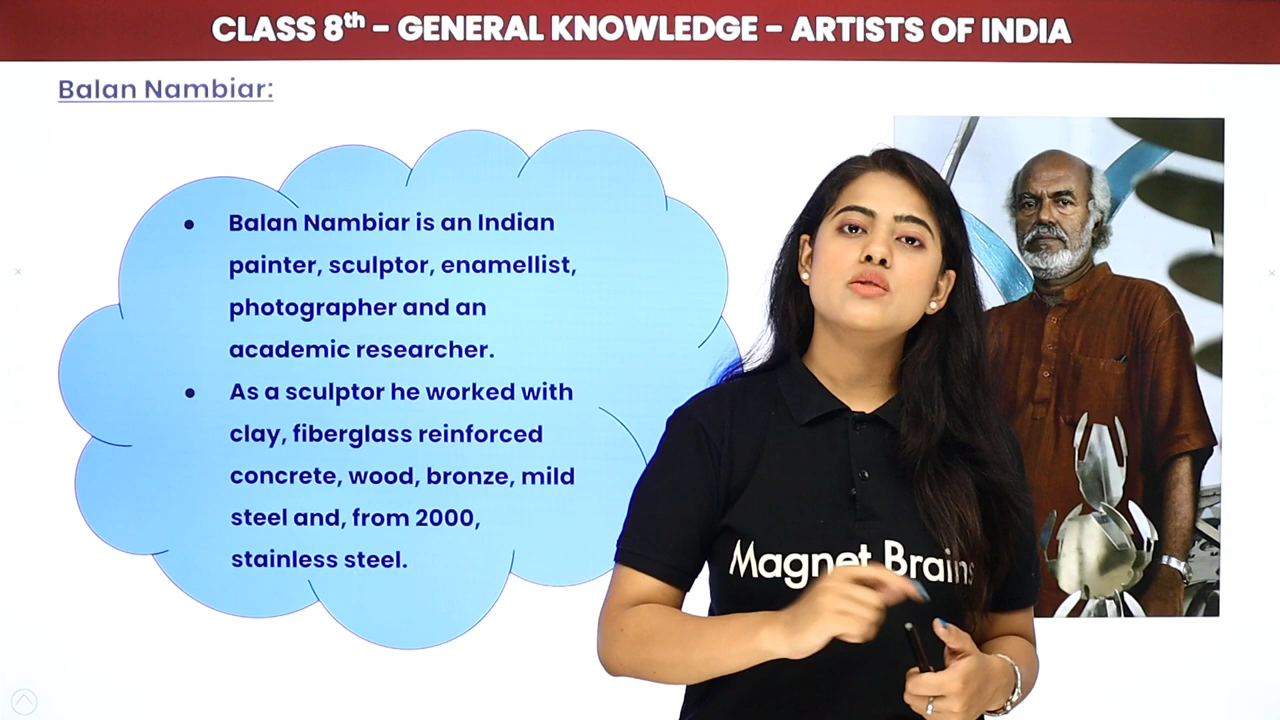 CLASS 8th - GENERAL KNOWLEDGE - ARTISTS OF INDIA
Balan Nambiar:
• Balan Nambiar is an Indian
painter, sculptor, enamellist,
photographer and an
academic researcher.
• As a sculptor he worked with
clay, fiberglass reinforced
concrete, wood, bronze, mild
steel and, from 2000,
stainless steel.
Magnet Brains